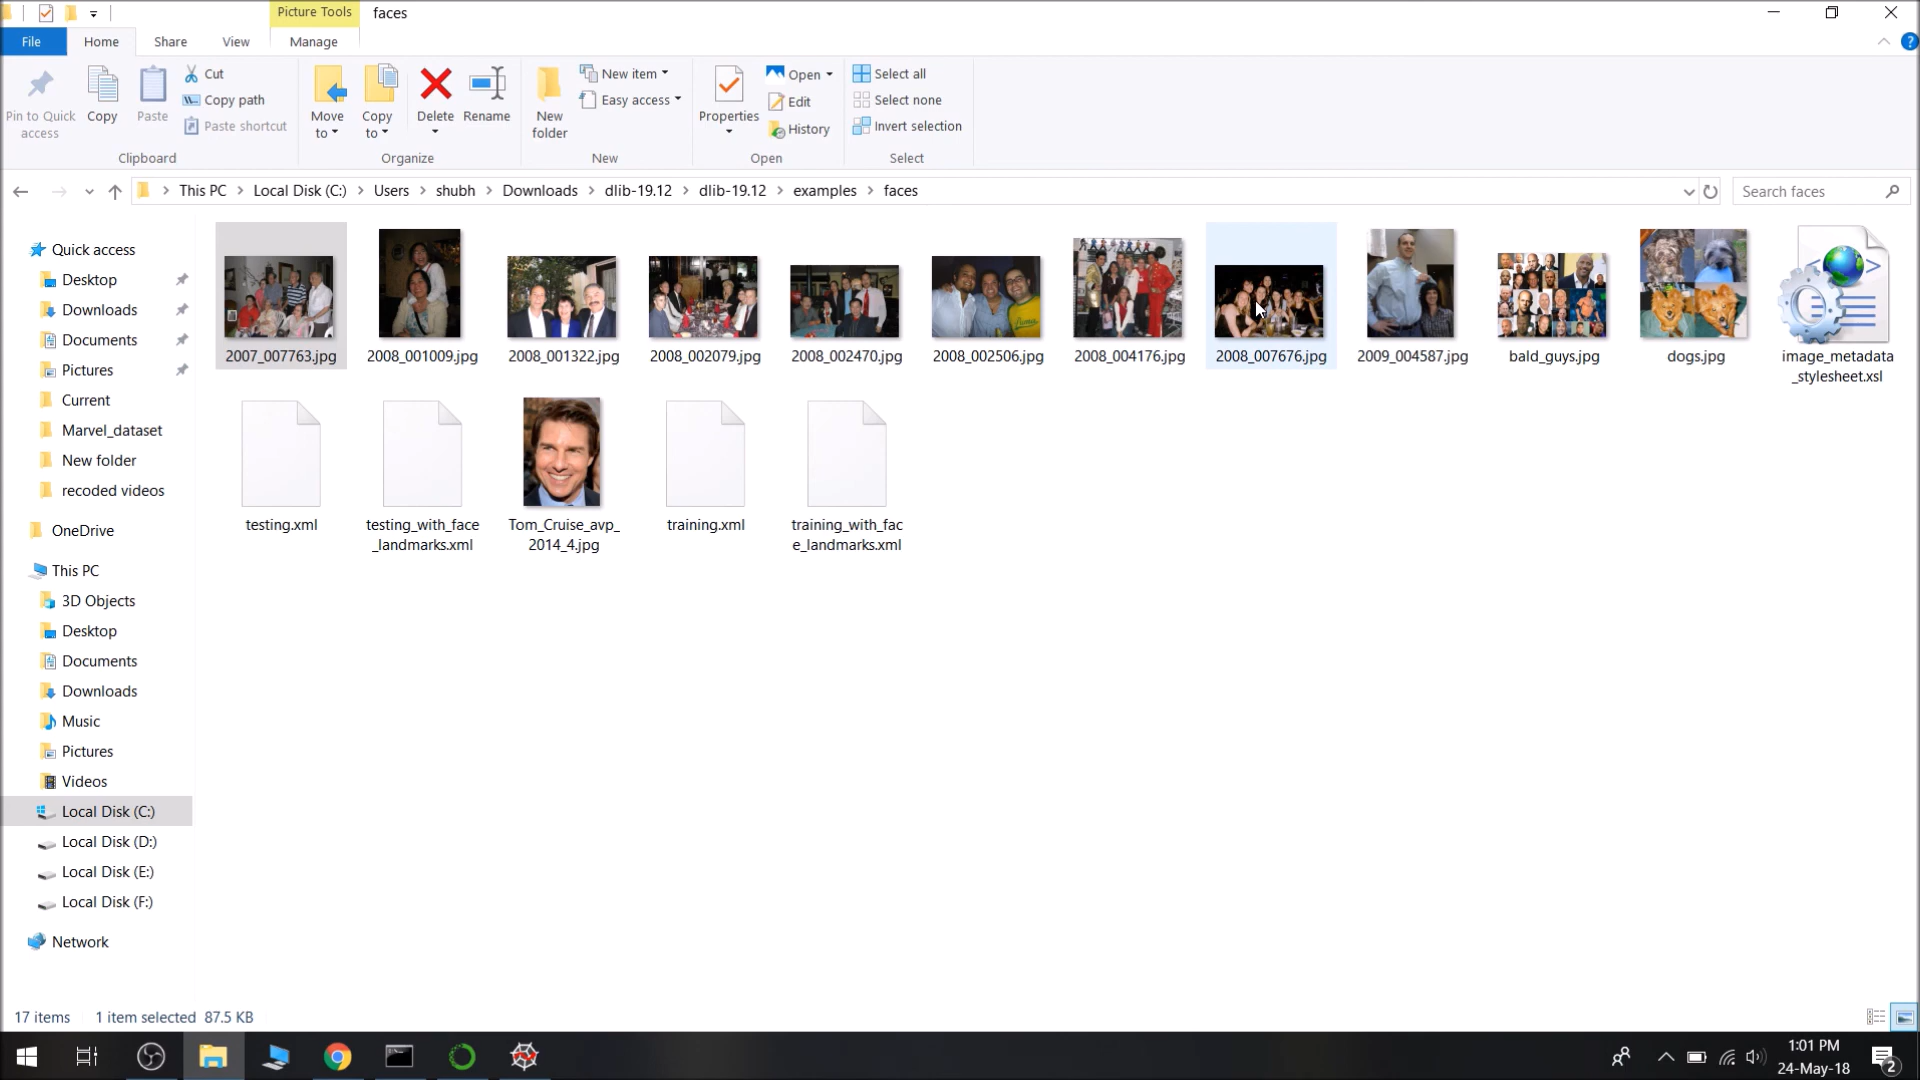 Picture Tools
faces
File
Home
Share
View
Manage
Pin to Quick
access
Copy
Paste
Cut
Copy path
Paste shortcut
Clipboard
Move
to
Copy
to
Delete
Rename
Organize
New
folder
New item
Easy access
New
Properties
Open
Edit
History
Open
Select all
Select none
Invert selection
Select
This PC > Local Disk (C:) > Users > shubh > Downloads > dlib-19.12 > dlib-19.12 > examples > faces
Search faces
Quick access
Desktop
Downloads
Documents
Pictures
Current
Marvel_dataset
New folder
recoded videos
OneDrive
This PC
3D Objects
Desktop
Documents
Downloads
Music
Pictures
Videos
Local Disk (C:)
Local Disk (D:)
Local Disk (E:)
Local Disk (F:)
Network
2007_007763.jpg
2008_001009.jpg
2008_001322.jpg
2008_002079.jpg
2008_002470.jpg
2008_002506.jpg
2008_004176.jpg
2008_007676.jpg
2009_004587.jpg
bald_guys.jpg
dogs.jpg
image_metadata
_stylesheet.xsl
testing.xml
testing_with_face
_landmarks.xml
Tom_Cruise_avp_
2014_4.jpg
training.xml
training_with_fac
e_landmarks.xml
17 items
1 item selected 87.5 KB
1:01 PM
24-May-18
2